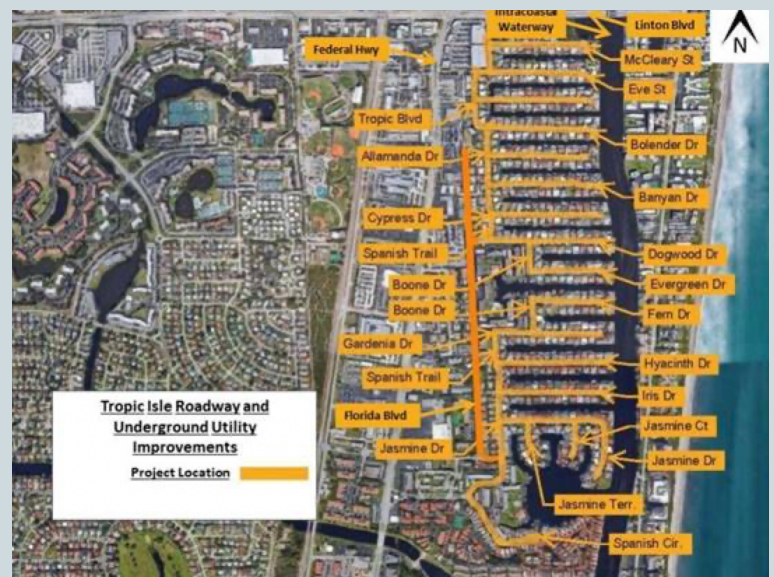 Intracoastal
Waterway
Linton Blvd
N
Federal Hwy
McCleary St
Eve St
Tropic Blvd
Bolender Dr
Allamanda Dr
Banyan Dr
Cypress Dr
Spanish Trail
Dogwood Dr
Boone Dr
Evergreen Dr
Boone Dr
Fern Dr
Gardenia Dr
Hyacinth Dr
Spanish Trail
Iris Dr
Florida Blvd
Jasmine Ct
Jasmine Dr
Jasmine Dr
Jasmine Terr.
Spanish Cir.
Tropic Isle Roadway and
Underground Utility
Improvements
Project Location